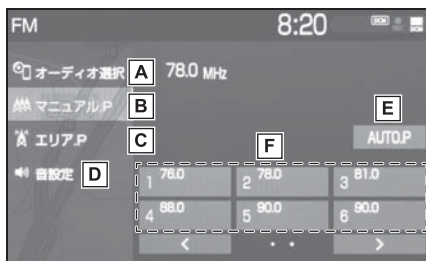 FM 8:20 DCM DCM
オーディオ選択 A 78.0 MHz
マニュアル.P B
E
エリア.P C AUTO.P
F
音設定 D
1 76.0 2 78.0 3 81.0
4 88.0 5 90.0 6 90.0
< · · >